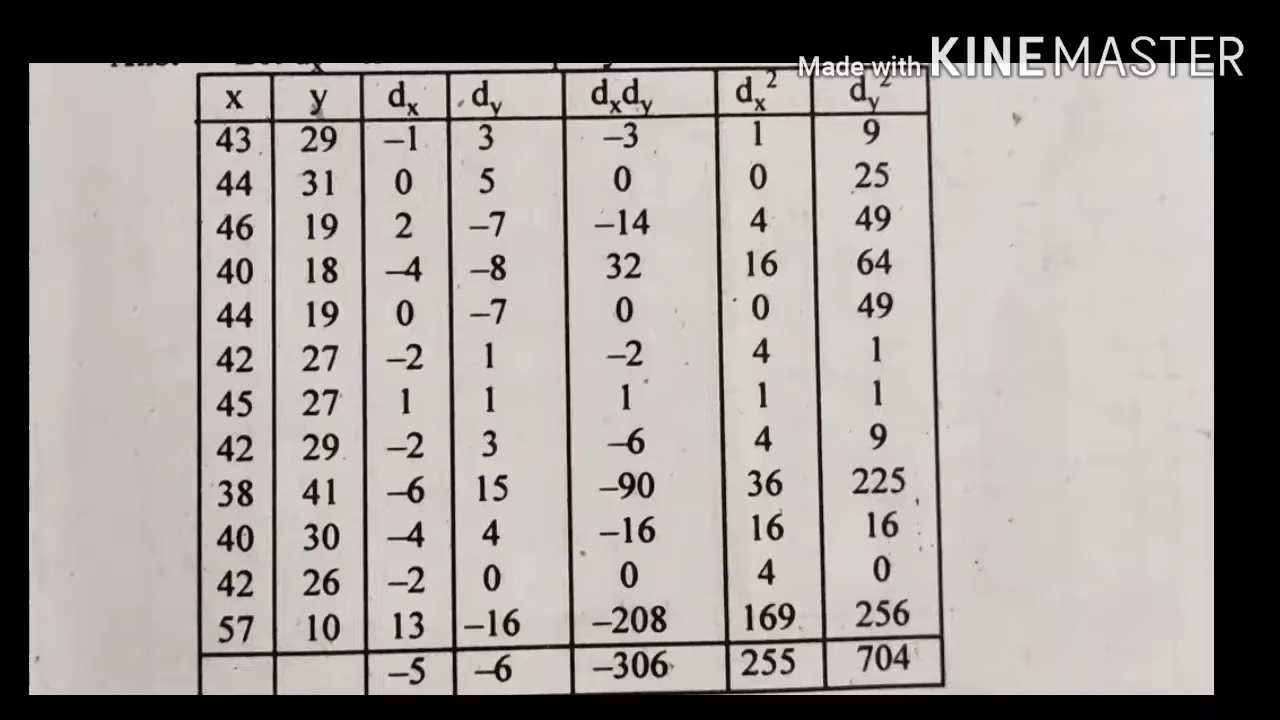 Made with KINEMASTER
x y dx dy dxdy dx² dy²
43 29 –1 3 –3 1 9
44 31 0 5 0 0 25
46 19 2 –7 –14 4 49
40 18 –4 –8 32 16 64
44 19 0 –7 0 0 49
42 27 –2 1 –2 4 1
45 27 1 1 1 1 1
42 29 –2 3 –6 4 9
38 41 –6 15 –90 36 225
40 30 –4 4 –16 16 16
42 26 –2 0 0 4 0
57 10 13 –16 –208 169 256
–5 –6 –306 255 704